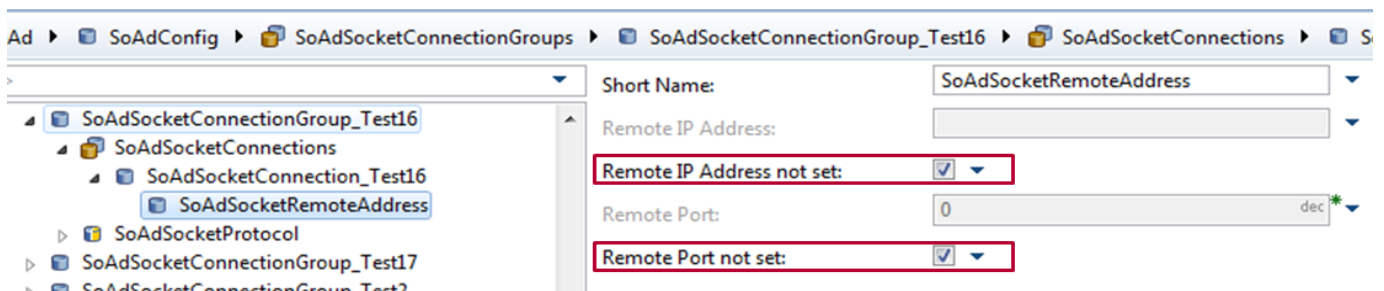 Ad SoAdConfig SoAdSocketConnectionGroups SoAdSocketConnectionGroup_Test16 SoAdSocketConnections
Short Name: SoAdSocketRemoteAddress
SoAdSocketConnectionGroup_Test16
Remote IP Address:
SoAdSocketConnections
Remote IP Address not set:
SoAdSocketConnection_Test16
SoAdSocketRemoteAddress
Remote Port: 0 dec *
SoAdSocketProtocol
Remote Port not set:
SoAdSocketConnectionGroup_Test17
SoAdSocketConnectionGroup_Test2